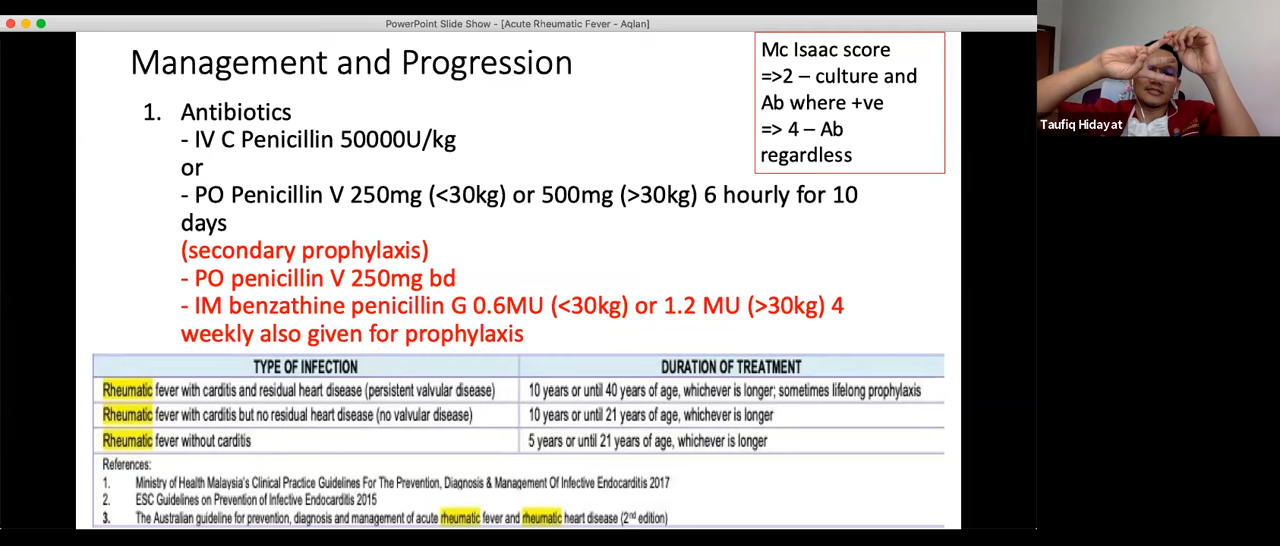 PowerPoint Slide Show - [Acute Rheumatic Fever - Aqlan]
Management and Progression
1. Antibiotics
- IV C Penicillin 50000U/kg
or
- PO Penicillin V 250mg (<30kg) or 500mg (>30kg) 6 hourly for 10
days
(secondary prophylaxis)
- PO penicillin V 250mg bd
- IM benzathine penicillin G 0.6MU (<30kg) or 1.2 MU (>30kg) 4
weekly also given for prophylaxis
Mc Isaac score
=>2 – culture and
Ab where +ve
=> 4 – Ab
regardless
Taufiq Hidayat
TYPE OF INFECTION DURATION OF TREATMENT
Rheumatic fever with carditis and residual heart disease (persistent valvular disease) 10 years or until 40 years of age, whichever is longer; sometimes lifelong prophylaxis
Rheumatic fever with carditis but no residual heart disease (no valvular disease) 10 years or until 21 years of age, whichever is longer
Rheumatic fever without carditis 5 years or until 21 years of age, whichever is longer
References:
1. Ministry of Health Malaysia's Clinical Practice Guidelines For The Prevention, Diagnosis & Management Of Infective Endocarditis 2017
2. ESC Guidelines on Prevention of Infective Endocarditis 2015
3. The Australian guideline for prevention, diagnosis and management of acute rheumatic fever and rheumatic heart disease (2nd edition)